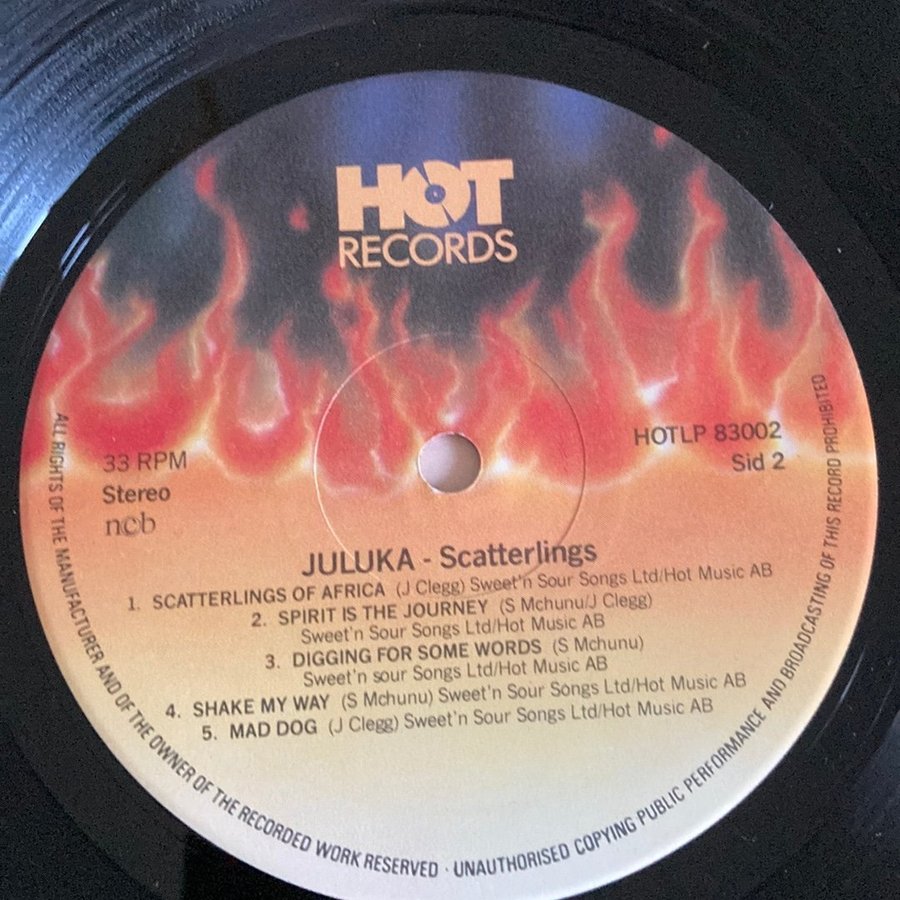 HOT
RECORDS
33 RPM
Stereo
ncb
HOTLP 83002
Sid 2
JULUKA - Scatterlings
1. SCATTERLINGS OF AFRICA (J Clegg) Sweet'n Sour Songs Ltd/Hot Music AB
2. SPIRIT IS THE JOURNEY (S Mchunu/J Clegg)
Sweet'n Sour Songs Ltd/Hot Music AB
3. DIGGING FOR SOME WORDS (S Mchunu)
Sweet'n sour Songs Ltd/Hot Music AB
4. SHAKE MY WAY (S Mchunu) Sweet'n Sour Songs Ltd/Hot Music AB
5. MAD DOG (J Clegg) Sweet'n Sour Songs Ltd/Hot Music AB
ALL RIGHTS OF THE MANUFACTURER AND OF THE OWNER OF THE RECORDED WORK RESERVED · UNAUTHORISED COPYING PUBLIC PERFORMANCE AND BROADCASTING OF THIS RECORD PROHIBITED